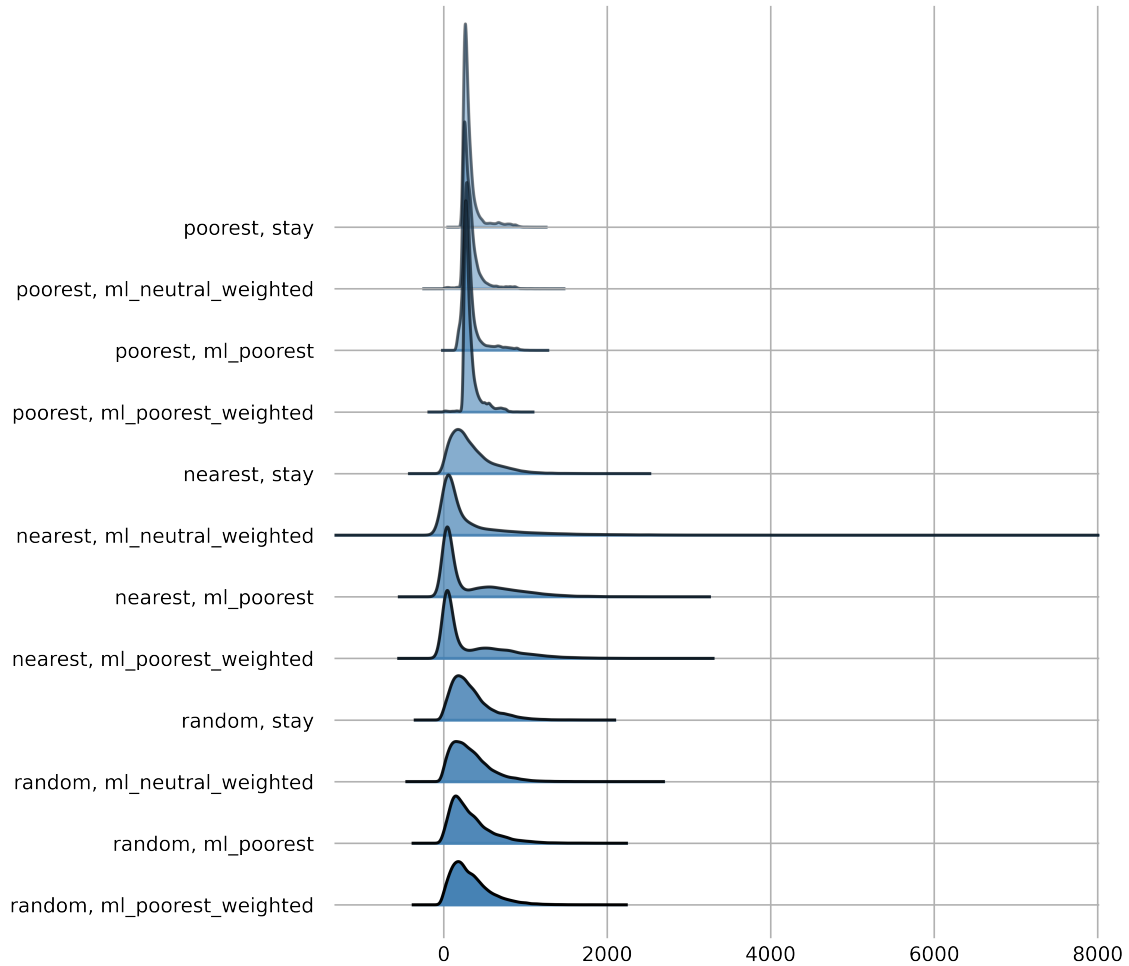 poorest, stay
poorest, ml_neutral_weighted
poorest, ml_poorest
poorest, ml_poorest_weighted
nearest, stay
nearest, ml_neutral_weighted
nearest, ml_poorest
nearest, ml_poorest_weighted
random, stay
random, ml_neutral_weighted
random, ml_poorest
random, ml_poorest_weighted
0 2000 4000 6000 8000